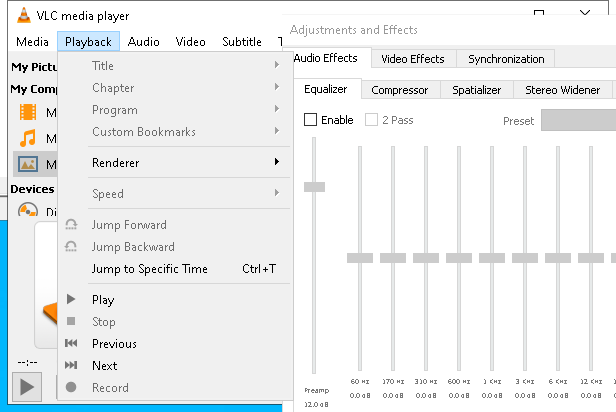 VLC media player
Media Playback Audio Video Subtitle
Adjustments and Effects
Audio Effects Video Effects Synchronization
Equalizer Compressor Spatializer Stereo Widener
Enable 2 Pass Preset
My Pictu
My Comp
M
M
M
Devices
Di
--:--
Title
Chapter
Program
Custom Bookmarks
Renderer
Speed
Jump Forward
Jump Backward
Jump to Specific Time Ctrl+T
Play
Stop
Previous
Next
Record
Preamp
12.0 dB
60 Hz 170 Hz 310 Hz 600 Hz 1 KHz 3 KHz 6 KHz 12 KHz
0.0 dB 0.0 dB 0.0 dB 0.0 dB 0.0 dB 0.0 dB 0.0 dB 0.0 dB